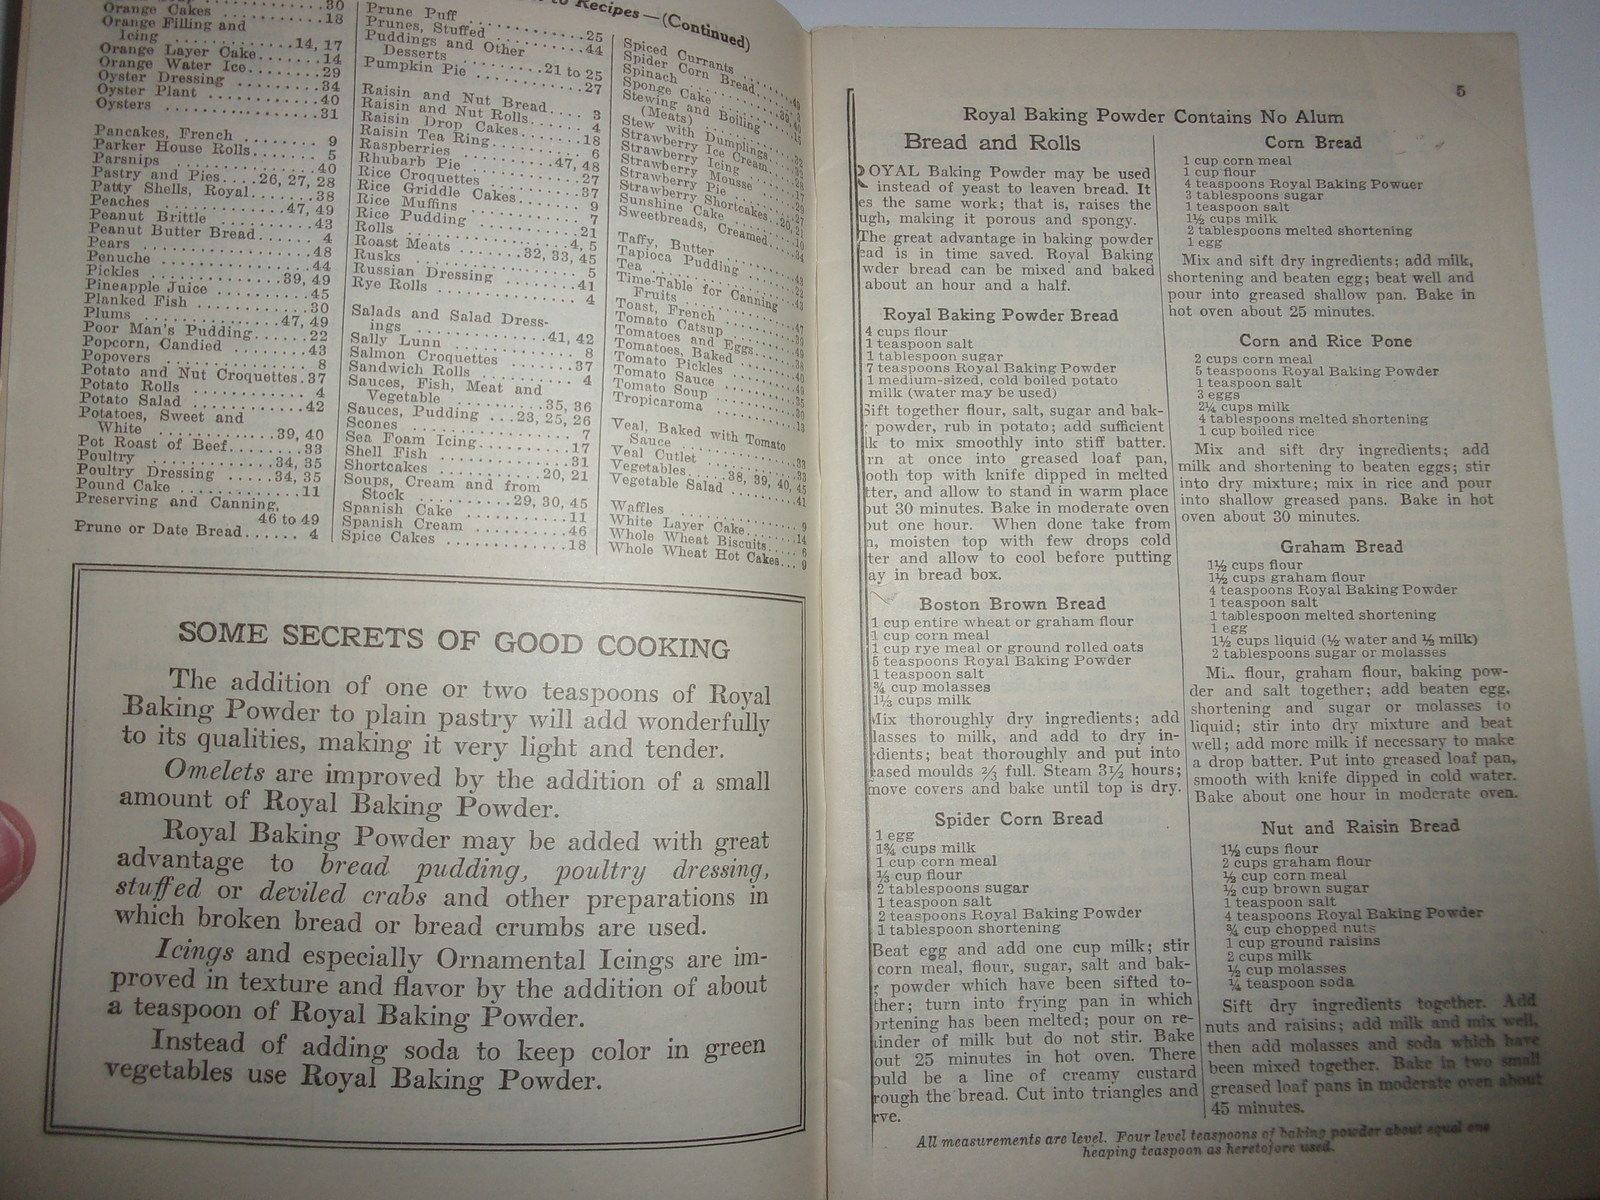 to Recipes—(Continued)
30
Orange Cakes ..........18
Orange Filling and
Icing ............14, 17
Orange Layer Cake......14
Orange Water Ice.......29
Oyster Dressing ........34
Oyster Plant ..........40
Oysters ..............31
Pancakes, French ...... 9
Parker House Rolls...... 5
Parsnips ..............40
Pastry and Pies....26, 27, 28
Patty Shells, Royal......38
Peaches ............47, 49
Peanut Brittle .........43
Peanut Butter Bread..... 4
Pears ................48
Penuche ..............44
Pickles ............39, 49
Pineapple Juice ........45
Planked Fish ..........30
Plums .............47, 49
Poor Man's Pudding.....22
Popcorn, Candied .......43
Popovers ............. 8
Potato and Nut Croquettes.37
Potato Rolls ........... 4
Potato Salad ..........42
Potatoes, Sweet and
White ............39, 40
Pot Roast of Beef.......33
Poultry ............34, 35
Poultry Dressing .....34, 35
Pound Cake ............11
Preserving and Canning,
46 to 49
Prune or Date Bread...... 4
Prune Puff ............25
Prunes, Stuffed .........44
Puddings and Other
Desserts .........21 to 25
Pumpkin Pie ...........27
Raisin and Nut Bread.... 3
Raisin and Nut Rolls..... 4
Raisin Drop Cakes.......18
Raisin Tea Ring......... 6
Raspberries .........47, 48
Rhubarb Pie ...........27
Rice Croquettes ........37
Rice Griddle Cakes...... 9
Rice Muffins ........... 7
Rice Pudding ..........21
Rolls ...............4, 5
Roast Meats ......32, 33, 45
Rusks ................ 5
Russian Dressing .......41
Rye Rolls ............. 4
Salads and Salad Dress-
ings ............41, 42
Sally Lunn ............ 8
Salmon Croquettes ......37
Sandwich Rolls ......... 4
Sauces, Fish, Meat and
Vegetable .........35, 36
Sauces, Pudding ...23, 25, 26
Scones ............... 7
Sea Foam Icing.........17
Shell Fish ............31
Shortcakes .........20, 21
Soups, Cream and from
Stock .........29, 30, 45
Spanish Cake ..........11
Spanish Cream .........46
Spice Cakes ...........18
Spiced Currants
Spider Corn Bread
Spinach
Sponge Cake
Stewing and Boiling
(Meats)
Stew with Dumplings
Strawberry Ice Cream
Strawberry Icing
Strawberry Mousse
Strawberry Pie
Strawberry Shortcakes..20, 21
Sunshine Cake
Sweetbreads, Creamed
Taffy, Butter
Tapioca Pudding
Tea
Time-Table for Canning
Fruits
Toast, French
Tomato Catsup
Tomatoes and Eggs
Tomatoes, Baked
Tomato Pickles
Tomato Sauce
Tomato Soup
Tropicaroma
Veal, Baked with Tomato
Sauce ...............33
Veal Cutlet ............33
Vegetables.....38, 39, 40, 45
Vegetable Salad .........41
Waffles ............... 9
White Layer Cake.......14
Whole Wheat Biscuits..... 6
Whole Wheat Hot Cakes... 9
SOME SECRETS OF GOOD COOKING
The addition of one or two teaspoons of Royal
Baking Powder to plain pastry will add wonderfully
to its qualities, making it very light and tender.
Omelets are improved by the addition of a small
amount of Royal Baking Powder.
Royal Baking Powder may be added with great
advantage to bread pudding, poultry dressing,
stuffed or deviled crabs and other preparations in
which broken bread or bread crumbs are used.
Icings and especially Ornamental Icings are im-
proved in texture and flavor by the addition of about
a teaspoon of Royal Baking Powder.
Instead of adding soda to keep color in green
vegetables use Royal Baking Powder.
5
Royal Baking Powder Contains No Alum
Bread and Rolls
ROYAL Baking Powder may be used
instead of yeast to leaven bread. It
es the same work; that is, raises the
ugh, making it porous and spongy.
The great advantage in baking powder
ead is in time saved. Royal Baking
wder bread can be mixed and baked
about an hour and a half.
Royal Baking Powder Bread
4 cups flour
1 teaspoon salt
1 tablespoon sugar
7 teaspoons Royal Baking Powder
1 medium-sized, cold boiled potato
milk (water may be used)
Sift together flour, salt, sugar and bak-
powder, rub in potato; add sufficient
lk to mix smoothly into stiff batter.
rn at once into greased loaf pan,
ooth top with knife dipped in melted
tter, and allow to stand in warm place
out 30 minutes. Bake in moderate oven
out one hour. When done take from
n, moisten top with few drops cold
ter and allow to cool before putting
ay in bread box.
Boston Brown Bread
1 cup entire wheat or graham flour
1 cup corn meal
1 cup rye meal or ground rolled oats
5 teaspoons Royal Baking Powder
1 teaspoon salt
¾ cup molasses
1⅓ cups milk
Mix thoroughly dry ingredients; add
lasses to milk, and add to dry in-
dients; beat thoroughly and put into
eased moulds ⅔ full. Steam 3½ hours;
move covers and bake until top is dry.
Spider Corn Bread
1 egg
1¾ cups milk
1 cup corn meal
⅓ cup flour
2 tablespoons sugar
1 teaspoon salt
2 teaspoons Royal Baking Powder
1 tablespoon shortening
Beat egg and add one cup milk; stir
corn meal, flour, sugar, salt and bak-
powder which have been sifted to-
ther; turn into frying pan in which
ortening has been melted; pour on re-
inder of milk but do not stir. Bake
out 25 minutes in hot oven. There
ould be a line of creamy custard
rough the bread. Cut into triangles and
rve.
Corn Bread
1 cup corn meal
1 cup flour
4 teaspoons Royal Baking Powder
3 tablespoons sugar
1 teaspoon salt
1½ cups milk
2 tablespoons melted shortening
1 egg
Mix and sift dry ingredients; add milk,
shortening and beaten egg; beat well and
pour into greased shallow pan. Bake in
hot oven about 25 minutes.
Corn and Rice Pone
2 cups corn meal
5 teaspoons Royal Baking Powder
1 teaspoon salt
3 eggs
2¼ cups milk
4 tablespoons melted shortening
1 cup boiled rice
Mix and sift dry ingredients; add
milk and shortening to beaten eggs; stir
into dry mixture; mix in rice and pour
into shallow greased pans. Bake in hot
oven about 30 minutes.
Graham Bread
1½ cups flour
1½ cups graham flour
4 teaspoons Royal Baking Powder
1 teaspoon salt
1 tablespoon melted shortening
1 egg
1½ cups liquid (½ water and ½ milk)
2 tablespoons sugar or molasses
Mix flour, graham flour, baking pow-
der and salt together; add beaten egg,
shortening and sugar or molasses to
liquid; stir into dry mixture and beat
well; add more milk if necessary to make
a drop batter. Put into greased loaf pan,
smooth with knife dipped in cold water.
Bake about one hour in moderate oven.
Nut and Raisin Bread
1½ cups flour
2 cups graham flour
½ cup corn meal
½ cup brown sugar
1 teaspoon salt
4 teaspoons Royal Baking Powder
¾ cup chopped nuts
1 cup ground raisins
2 cups milk
½ cup molasses
¼ teaspoon soda
Sift dry ingredients together. Add
nuts and raisins; add milk and mix well,
then add molasses and soda which have
been mixed together. Bake in two small
greased loaf pans in moderate oven about
45 minutes.
All measurements are level. Four level teaspoons of baking powder about equal one
heaping teaspoon as heretofore used.